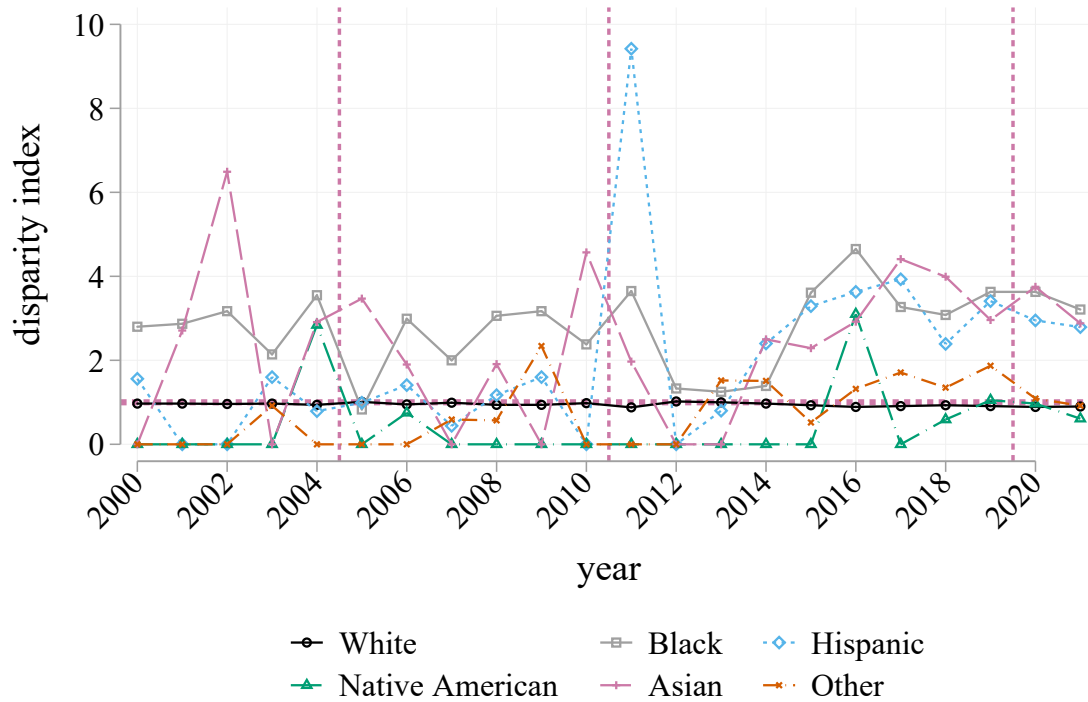 10
8
6
4
2
0
disparity index
2000
2002
2004
2006
2008
2010
2012
2014
2016
2018
2020
year
White
Black
Hispanic
Native American
Asian
Other